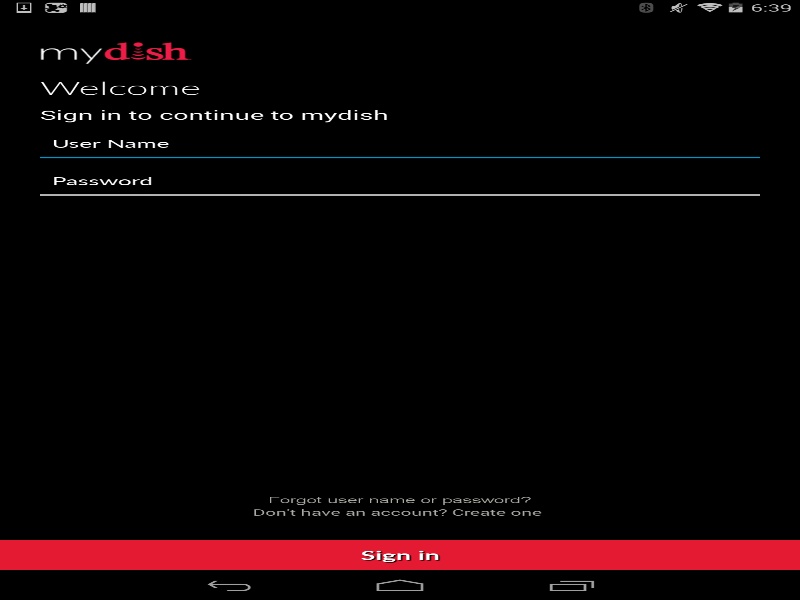 6:39
mydish
Welcome
Sign in to continue to mydish
User Name
Password
Forgot user name or password?
Don't have an account? Create one
Sign in